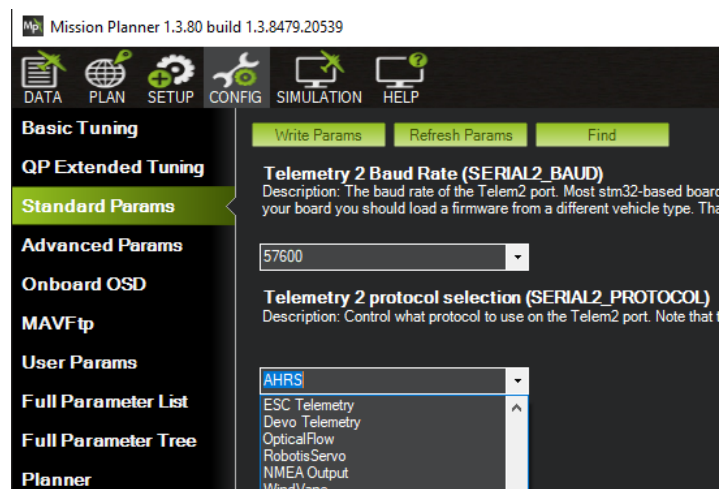 Mp Mission Planner 1.3.80 build 1.3.8479.20539
DATA PLAN SETUP CONFIG SIMULATION HELP
Basic Tuning
QP Extended Tuning
Standard Params
Advanced Params
Onboard OSD
MAVFtp
User Params
Full Parameter List
Full Parameter Tree
Planner
Write Params Refresh Params Find
Telemetry 2 Baud Rate (SERIAL2_BAUD)
Description: The baud rate of the Telem2 port. Most stm32-based board
your board you should load a firmware from a different vehicle type. Tha
57600
Telemetry 2 protocol selection (SERIAL2_PROTOCOL)
Description: Control what protocol to use on the Telem2 port. Note that t
AHRS
ESC Telemetry
Devo Telemetry
OpticalFlow
RobotisServo
NMEA Output
WindVane